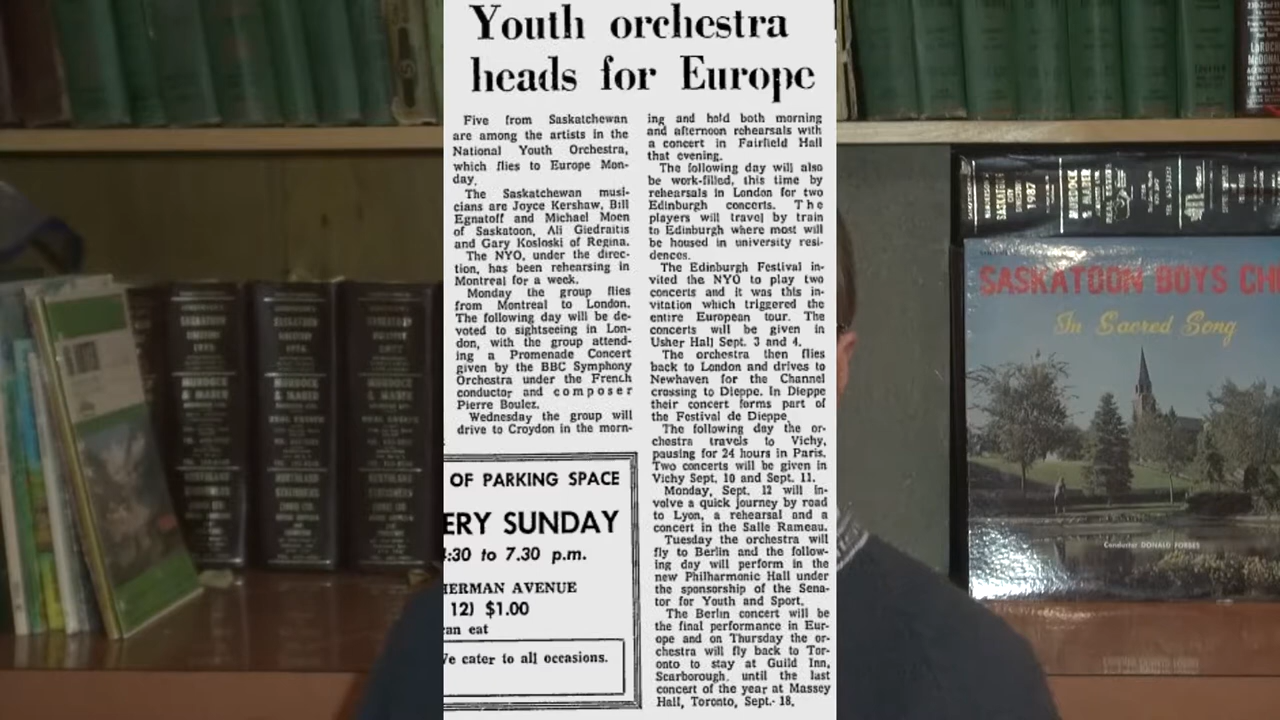 Youth orchestra
heads for Europe
Five from Saskatchewan
are among the artists in the
National Youth Orchestra,
which flies to Europe Mon-
day.
The Saskatchewan musi-
cians are Joyce Kershaw, Bill
Egnatoff and Michael Moen
of Saskatoon, Ali Giedraitis
and Gary Kosloski of Regina.
The NYO, under the direc-
tion, has been rehearsing in
Montreal for a week.
Monday the group flies
from Montreal to London.
The following day will be de-
voted to sightseeing in Lon-
don, with the group attend-
ing a Promenade Concert
given by the BBC Symphony
Orchestra under the French
conductor and composer
Pierre Boulez.
Wednesday the group will
drive to Croydon in the morn-
ing and hold both morning
and afternoon rehearsals with
a concert in Fairfield Hall
that evening.
The following day will also
be work-filled, this time by
rehearsals in London for two
Edinburgh concerts. The
players will travel by train
to Edinburgh where most will
be housed in university resi-
dences.
The Edinburgh Festival in-
vited the NYO to play two
concerts and it was this in-
vitation which triggered the
entire European tour. The
concerts will be given in
Usher Hall Sept. 3 and 4.
The orchestra then flies
back to London and drives to
Newhaven for the Channel
crossing to Dieppe. In Dieppe
their concert forms part of
the Festival de Dieppe
The following day the or-
chestra travels to Vichy,
pausing for 24 hours in Paris.
Two concerts will be given in
Vichy Sept. 10 and Sept. 11.
Monday, Sept. 12 will in-
volve a quick journey by road
to Lyon, a rehearsal and a
concert in the Salle Rameau.
Tuesday the orchestra will
fly to Berlin and the follow-
ing day will perform in the
new Philharmonic Hall under
the sponsorship of the Sena-
tor for Youth and Sport.
The Berlin concert will be
the final performance in Eur-
ope and on Thursday the or-
chestra will fly back to Tor-
onto to stay at Guild Inn,
Scarborough, until the last
concert of the year at Massey
Hall, Toronto, Sept. 18.
OF PARKING SPACE
ERY SUNDAY
:30 to 7.30 p.m.
HERMAN AVENUE
12) $1.00
an eat
We cater to all occasions.
SASKATOON BOYS CH
In Sacred Song
Conductor DONALD FORBES
1987